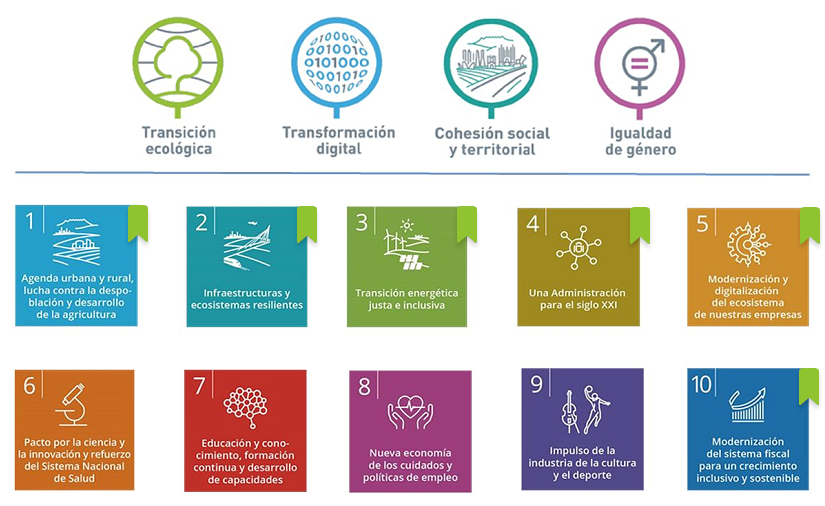 001010
0010010
101000
000101
Transición
ecológica
Transformación
digital
Cohesión social
y territorial
Igualdad
de género
1
Agenda urbana y rural,
lucha contra la despo-
blación y desarrollo
de la agricultura
2
Infraestructuras y
ecosistemas resilientes
3
Transición energética
justa e inclusiva
4
Una Administración
para el siglo XXI
5
Modernización y
digitalización
del ecosistema
de nuestras empresas
6
Pacto por la ciencia y
la innovación y refuerzo
del Sistema Nacional
de Salud
7
Educación y cono-
cimiento, formación
continua y desarrollo
de capacidades
8
Nueva economía
de los cuidados y
políticas de empleo
9
Impulso de la
industria de la cultura
y el deporte
10
Modernización
del sistema fiscal
para un crecimiento
inclusivo y sostenible